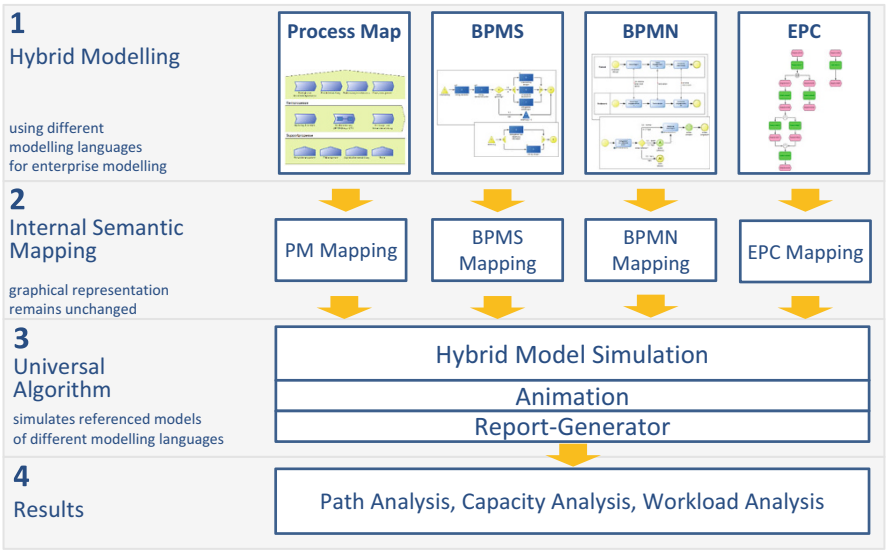 1
Hybrid Modelling
using different
modelling languages
for enterprise modelling
Process Map
BPMS
BPMN
EPC
2
Internal Semantic
Mapping
graphical representation
remains unchanged
PM Mapping
BPMS
Mapping
BPMN
Mapping
EPC Mapping
3
Universal
Algorithm
simulates referenced models
of different modelling languages
Hybrid Model Simulation
Animation
Report-Generator
4
Results
Path Analysis, Capacity Analysis, Workload Analysis